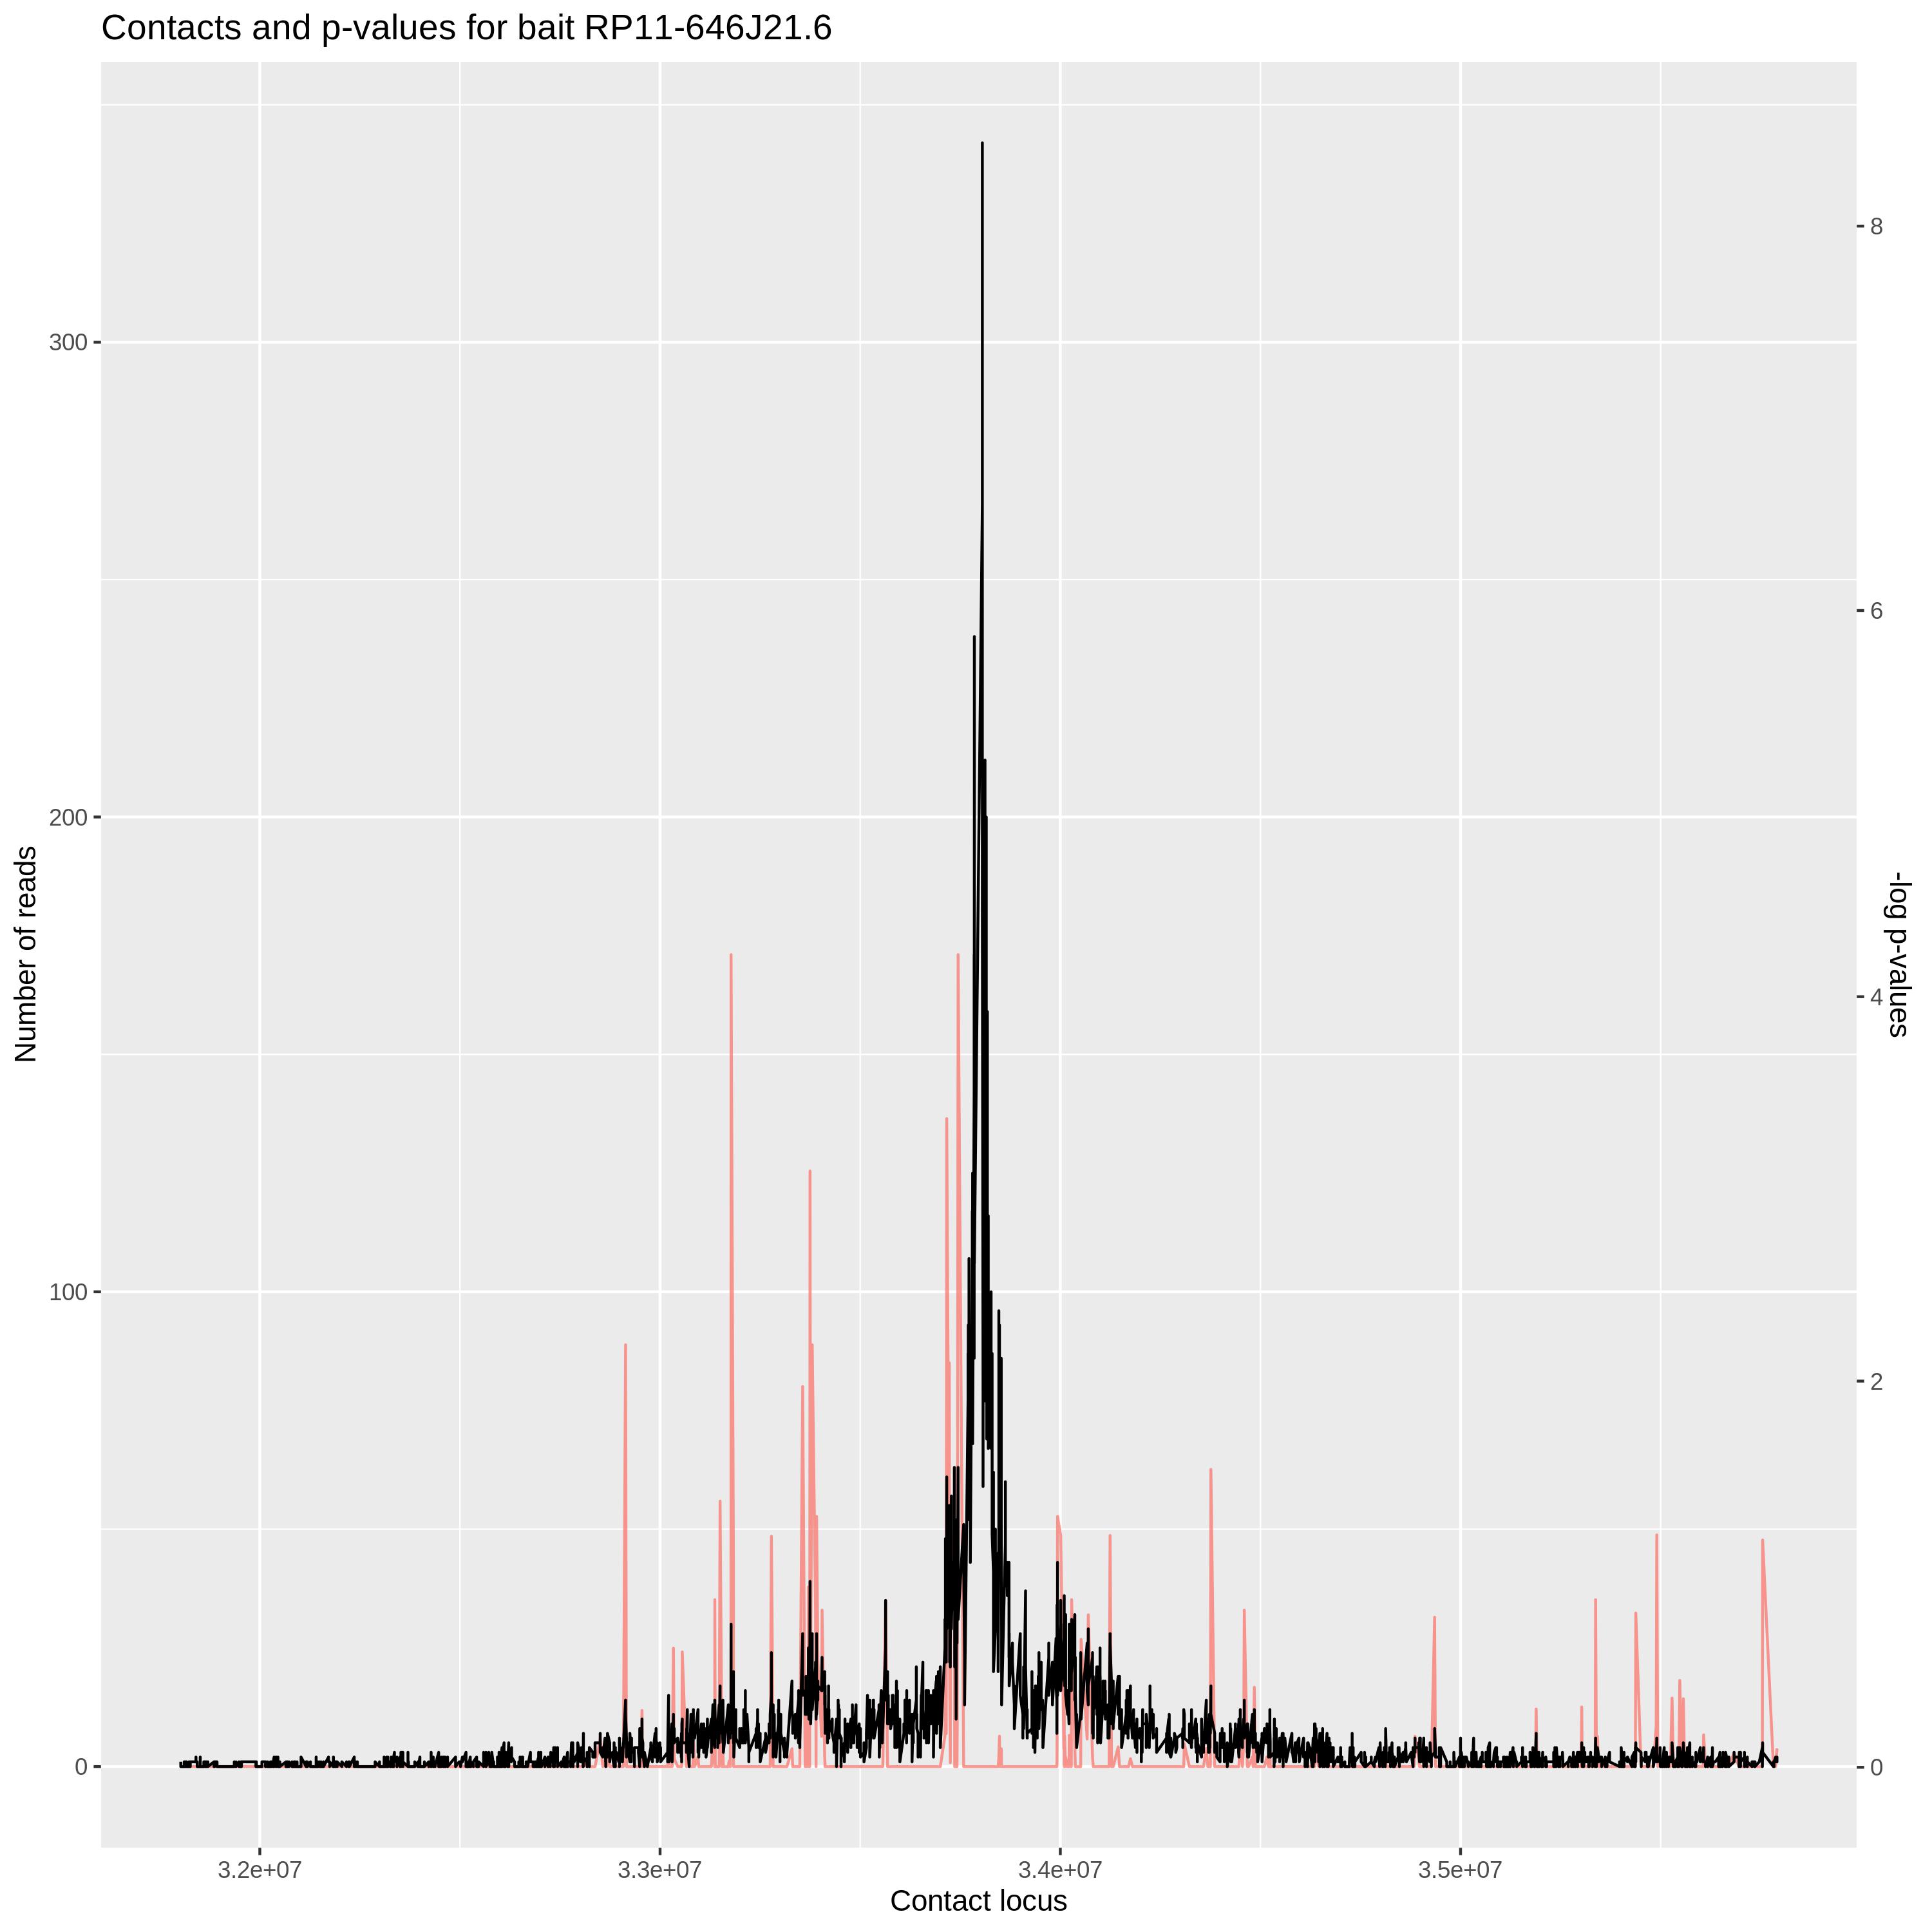 Contacts and p-values for bait RP11-646J21.6
300
200
100
0
Number of reads
8
6
4
2
0
-log p-values
3.2e+07
3.3e+07
3.4e+07
3.5e+07
Contact locus